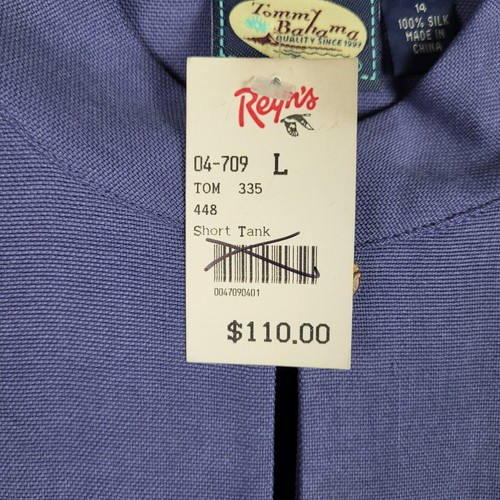 Tommy
Bahama
QUALITY SINCE 1992
14
100% SILK
MADE IN
CHINA
Reyn's
04-709 L
TOM 335
448
Short Tank
0047090401
$110.00